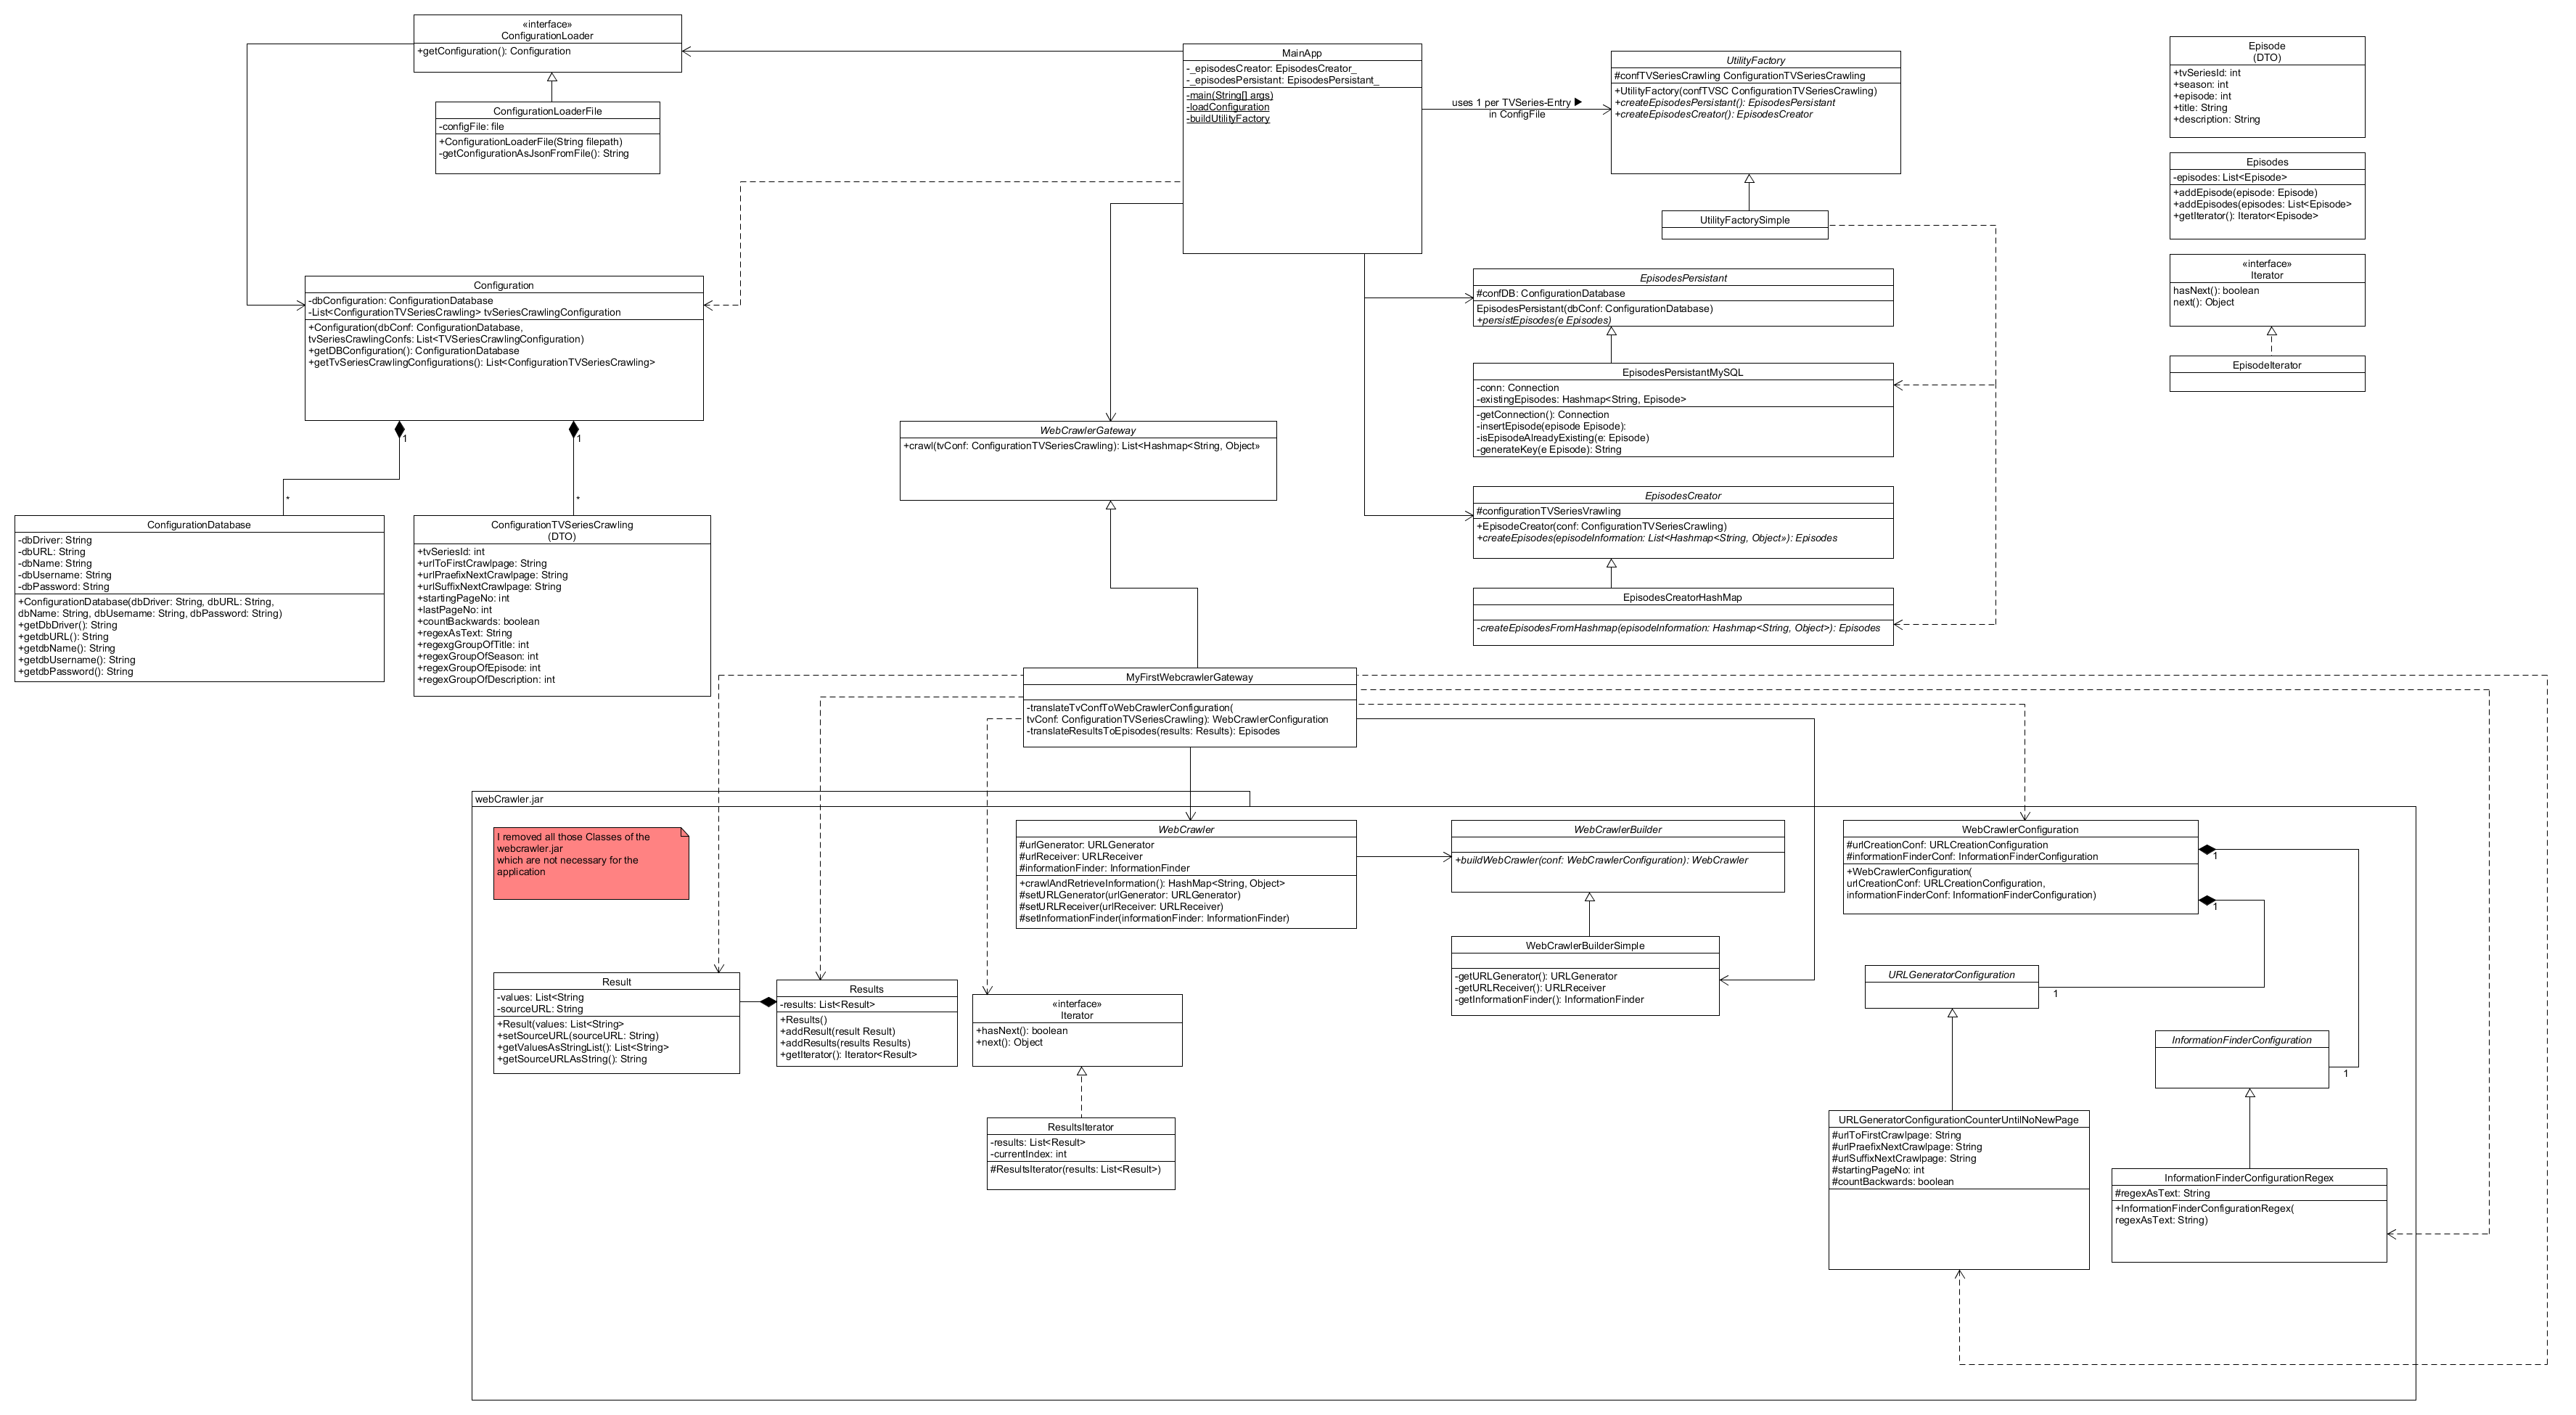 «interface»
ConfigurationLoader
+getConfiguration(): Configuration
ConfigurationLoaderFile
-configFile: file
+ConfigurationLoaderFile(String filepath)
-getConfigurationAsJsonFromFile(): String
MainApp
-_episodesCreator: EpisodesCreator_
-_episodesPersistant: EpisodesPersistant_
-main(String[] args)
-loadConfiguration
-buildUtilityFactory
uses 1 per TVSeries-Entry ▶
in ConfigFile
UtilityFactory
#confTVSeriesCrawling ConfigurationTVSeriesCrawling
+UtilityFactory(confTVSC ConfigurationTVSeriesCrawling)
+createEpisodesPersistant(): EpisodesPersistant
+createEpisodesCreator(): EpisodesCreator
UtilityFactorySimple
Episode
(DTO)
+tvSeriesId: int
+season: int
+episode: int
+title: String
+description: String
Episodes
-episodes: List<Episode>
+addEpisode(episode: Episode)
+addEpisodes(episodes: List<Episode>
+getIterator(): Iterator<Episode>
«interface»
Iterator
hasNext(): boolean
next(): Object
EpisodeIterator
Configuration
-dbConfiguration: ConfigurationDatabase
-List<ConfigurationTVSeriesCrawling> tvSeriesCrawlingConfiguration
+Configuration(dbConf: ConfigurationDatabase,
tvSeriesCrawlingConfs: List<TVSeriesCrawlingConfiguration)
+getDBConfiguration(): ConfigurationDatabase
+getTvSeriesCrawlingConfigurations(): List<ConfigurationTVSeriesCrawling>
1
1
*
*
EpisodesPersistant
#confDB: ConfigurationDatabase
EpisodesPersistant(dbConf: ConfigurationDatabase)
+persistEpisodes(e Episodes)
EpisodesPersistantMySQL
-conn: Connection
-existingEpisodes: Hashmap<String, Episode>
-getConnection(): Connection
-insertEpisode(episode Episode):
-isEpisodeAlreadyExisting(e: Episode)
-generateKey(e Episode): String
WebCrawlerGateway
+crawl(tvConf: ConfigurationTVSeriesCrawling): List<Hashmap<String, Object»
EpisodesCreator
#configurationTVSeriesVrawling
+EpisodeCreator(conf: ConfigurationTVSeriesCrawling)
+createEpisodes(episodeInformation: List<Hashmap<String, Object»): Episodes
EpisodesCreatorHashMap
-createEpisodesFromHashmap(episodeInformation: Hashmap<String, Object>): Episodes
ConfigurationDatabase
-dbDriver: String
-dbURL: String
-dbName: String
-dbUsername: String
-dbPassword: String
+ConfigurationDatabase(dbDriver: String, dbURL: String,
dbName: String, dbUsername: String, dbPassword: String)
+getDbDriver(): String
+getdbURL(): String
+getdbName(): String
+getdbUsername(): String
+getdbPassword(): String
ConfigurationTVSeriesCrawling
(DTO)
+tvSeriesId: int
+urlToFirstCrawlpage: String
+urlPraefixNextCrawlpage: String
+urlSuffixNextCrawlpage: String
+startingPageNo: int
+lastPageNo: int
+countBackwards: boolean
+regexAsText: String
+regexgGroupOfTitle: int
+regexGroupOfSeason: int
+regexGroupOfEpisode: int
+regexGroupOfDescription: int
MyFirstWebcrawlerGateway
-translateTvConfToWebCrawlerConfiguration(
tvConf: ConfigurationTVSeriesCrawling): WebCrawlerConfiguration
-translateResultsToEpisodes(results: Results): Episodes
webCrawler.jar
I removed all those Classes of the
webcrawler.jar
which are not necessary for the
application
WebCrawler
#urlGenerator: URLGenerator
#urlReceiver: URLReceiver
#informationFinder: InformationFinder
+crawlAndRetrieveInformation(): HashMap<String, Object>
#setURLGenerator(urlGenerator: URLGenerator)
#setURLReceiver(urlReceiver: URLReceiver)
#setInformationFinder(informationFinder: InformationFinder)
WebCrawlerBuilder
+buildWebCrawler(conf: WebCrawlerConfiguration): WebCrawler
WebCrawlerBuilderSimple
-getURLGenerator(): URLGenerator
-getURLReceiver(): URLReceiver
-getInformationFinder(): InformationFinder
WebCrawlerConfiguration
#urlCreationConf: URLCreationConfiguration
#informationFinderConf: InformationFinderConfiguration
+WebCrawlerConfiguration(
urlCreationConf: URLCreationConfiguration,
informationFinderConf: InformationFinderConfiguration)
1
1
URLGeneratorConfiguration
1
InformationFinderConfiguration
1
Result
-values: List<String
-sourceURL: String
+Result(values: List<String>
+setSourceURL(sourceURL: String)
+getValuesAsStringList(): List<String>
+getSourceURLAsString(): String
Results
-results: List<Result>
+Results()
+addResult(result Result)
+addResults(results Results)
+getIterator(): Iterator<Result>
«interface»
Iterator
+hasNext(): boolean
+next(): Object
ResultsIterator
-results: List<Result>
-currentIndex: int
#ResultsIterator(results: List<Result>)
URLGeneratorConfigurationCounterUntilNoNewPage
#urlToFirstCrawlpage: String
#urlPraefixNextCrawlpage: String
#urlSuffixNextCrawlpage: String
#startingPageNo: int
#countBackwards: boolean
InformationFinderConfigurationRegex
#regexAsText: String
+InformationFinderConfigurationRegex(
regexAsText: String)